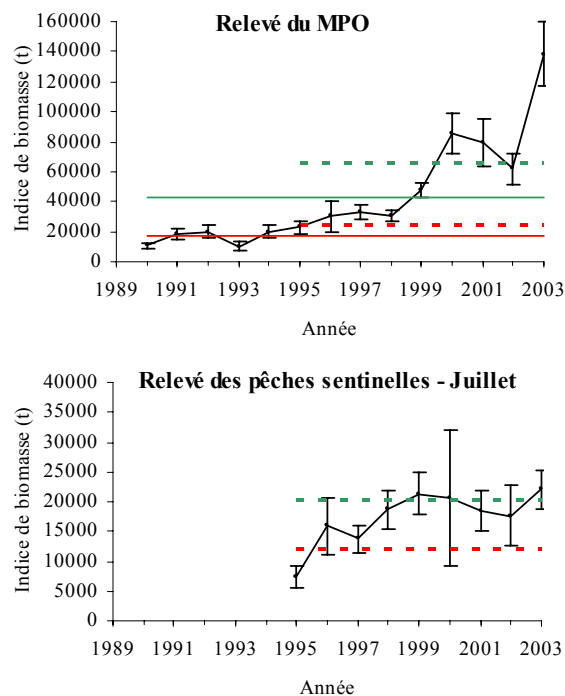 Relevé du MPO
Indice de biomasse (t)
160000
140000
120000
100000
80000
60000
40000
20000
0
1989 1991 1993 1995 1997 1999 2001 2003
Année
Relevé des pêches sentinelles - Juillet
Indice de biomasse (t)
40000
35000
30000
25000
20000
15000
10000
5000
0
1989 1991 1993 1995 1997 1999 2001 2003
Année